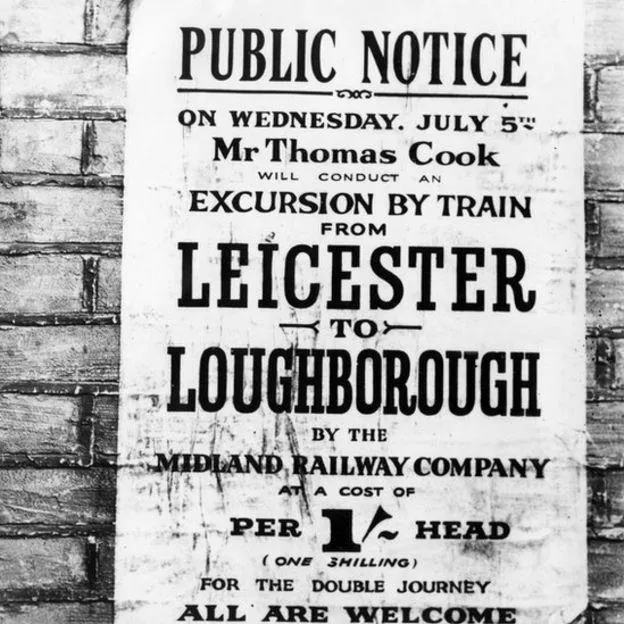 PUBLIC NOTICE
ON WEDNESDAY. JULY 5TH
Mr Thomas Cook
WILL CONDUCT AN
EXCURSION BY TRAIN
FROM
LEICESTER
TO
LOUGHBOROUGH
BY THE
MIDLAND RAILWAY COMPANY
AT A COST OF
PER 1/- HEAD
(ONE SHILLING)
FOR THE DOUBLE JOURNEY
ALL ARE WELCOME